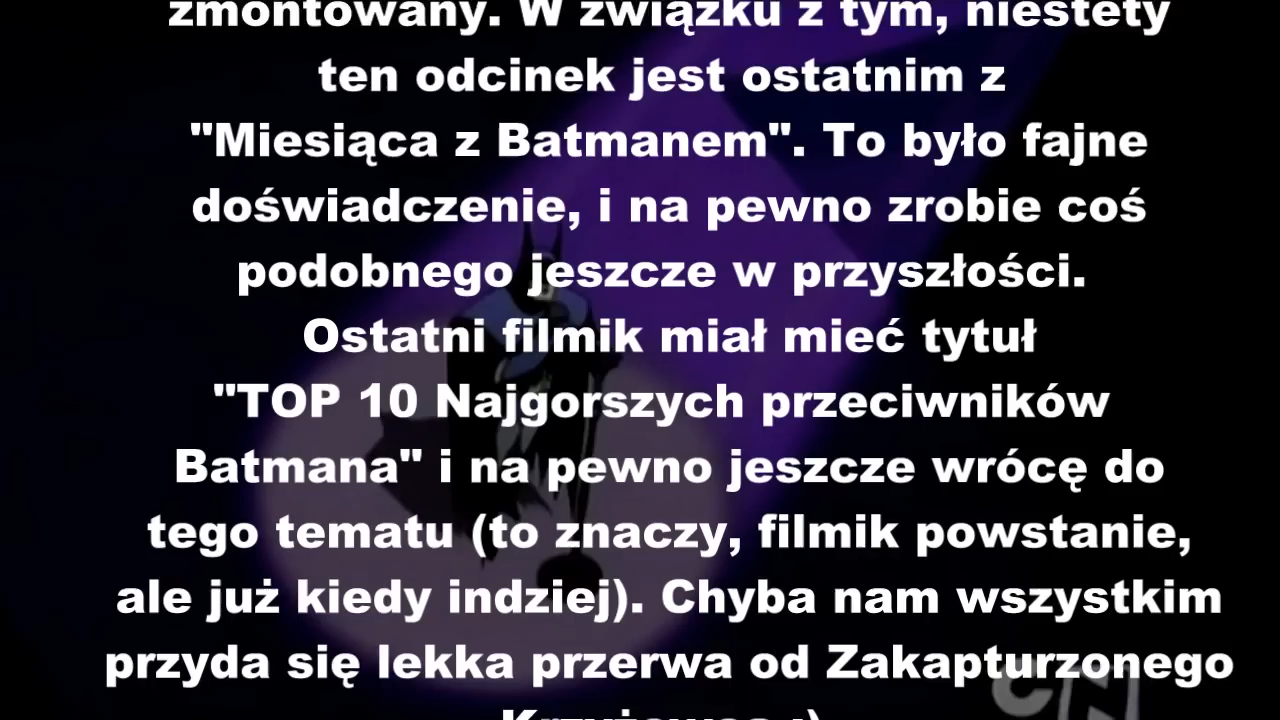 zmontowany. W związku z tym, niestety
ten odcinek jest ostatnim z
"Miesiąca z Batmanem". To było fajne
doświadczenie, i na pewno zrobie coś
podobnego jeszcze w przyszłości.
Ostatni filmik miał mieć tytuł
"TOP 10 Najgorszych przeciwników
Batmana" i na pewno jeszcze wrócę do
tego tematu (to znaczy, filmik powstanie,
ale już kiedy indziej). Chyba nam wszystkim
przyda się lekka przerwa od Zakapturzonego
Krzyżowca :)
CN